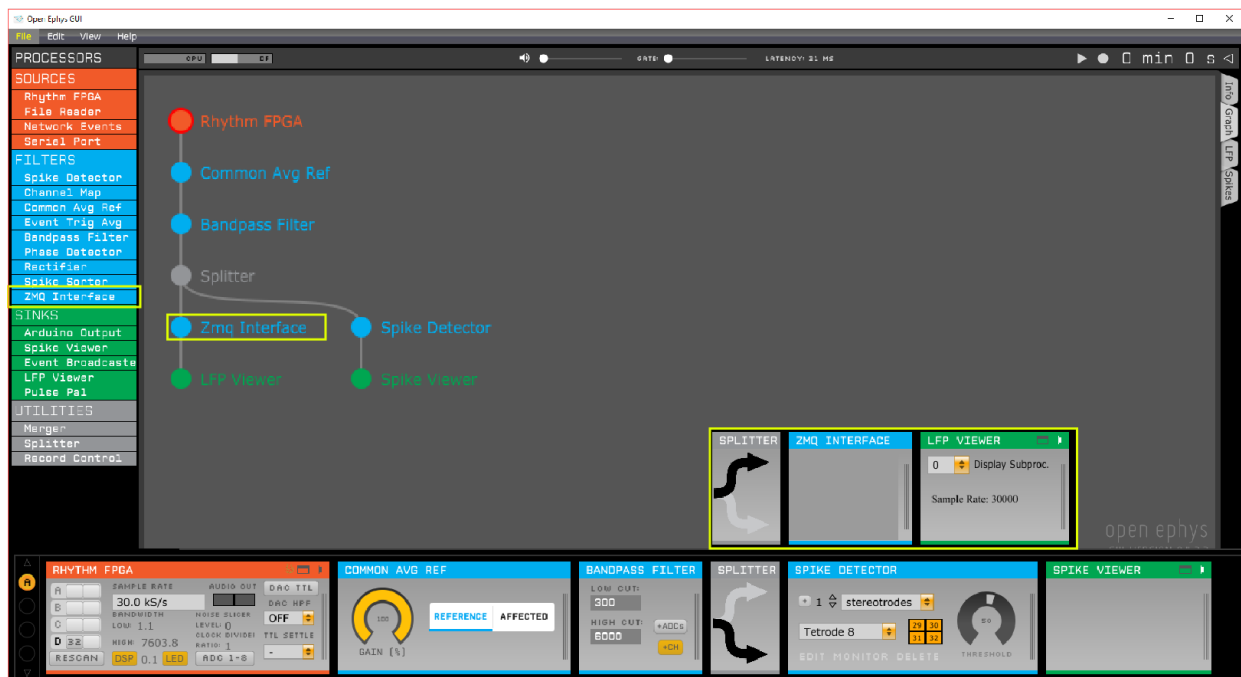 Open Ephys GUI
File Edit View Help
PROCESSORS
CPU DF
GATE:
LATENCY: 21 MS
0 min 0 s
SOURCES
Rhythm FPGA
File Reader
Network Events
Serial Port
FILTERS
Spike Detector
Channel Map
Common Avg Ref
Event Trig Avg
Bandpass Filter
Phase Detector
Rectifier
Spike Sorter
ZMQ Interface
SINKS
Arduino Output
Spike Viewer
Event Broadcaste
LFP Viewer
Pulse Pal
UTILITIES
Merger
Splitter
Record Control
Rhythm FPGA
Common Avg Ref
Bandpass Filter
Splitter
Zmq Interface
Spike Detector
LFP Viewer
Spike Viewer
Info
Graph
LFP
Spikes
SPLITTER
ZMQ INTERFACE
LFP VIEWER
0 Display Subproc.
Sample Rate: 30000
open ephys
A
RHYTHM FPGA
A
B
C
D 32
RESCAN
SAMPLE RATE
30.0 kS/s
BANDWIDTH
LOW: 1.1
HIGH: 7603.8
DSP 0.1 LED
AUDIO OUT
NOISE SLICER
LEVEL: 0
CLOCK DIVIDER
RATIO: 1
ADC 1-8
DAC TTL
DAC HPF
OFF
TTL SETTLE
-
COMMON AVG REF
100
GAIN [%]
REFERENCE AFFECTED
BANDPASS FILTER
LOW CUT:
300
HIGH CUT:
6000
+ADCs
+CH
SPLITTER
SPIKE DETECTOR
+ 1 stereotrodes
Tetrode 8
29 30
31 32
EDIT MONITOR DELETE
50
THRESHOLD
SPIKE VIEWER